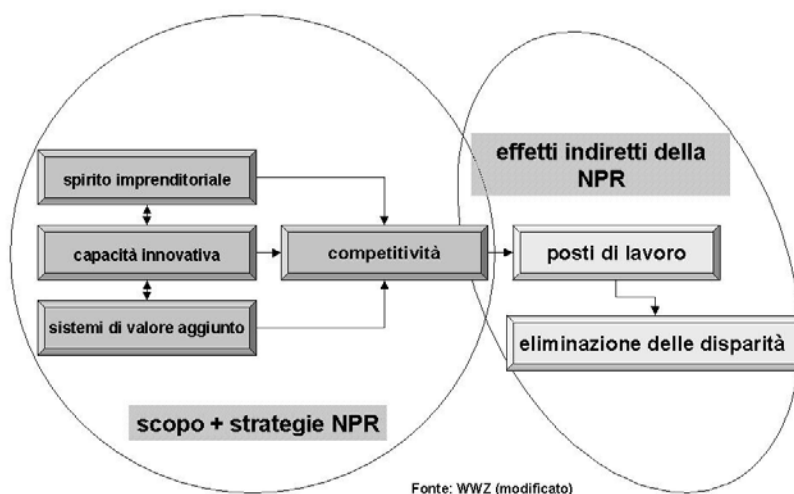 effetti indiretti della
NPR
spirito imprenditoriale
capacità innovativa
competitività
posti di lavoro
sistemi di valore aggiunto
eliminazione delle disparità
scopo + strategie NPR
Fonte: WWZ (modificato)